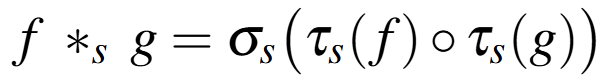 f *ₛ g = σₛ(τₛ(f) ∘ τₛ(g))